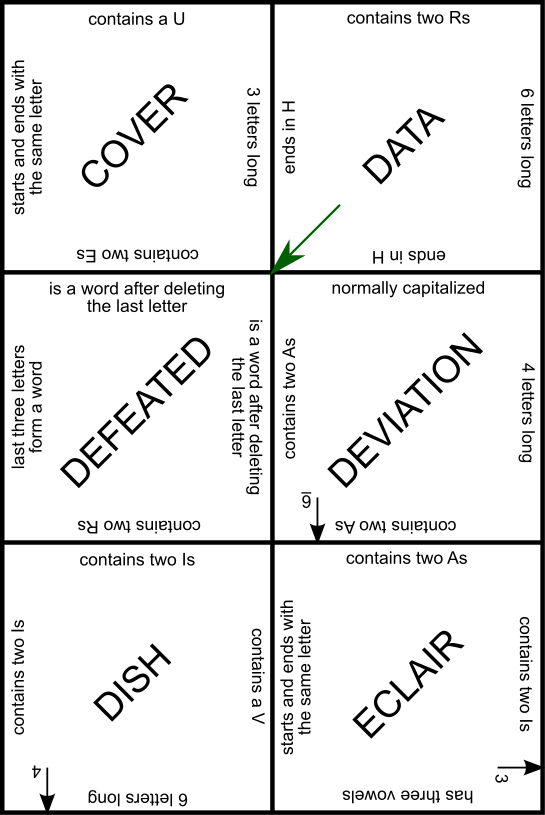 contains a U
starts and ends with
the same letter
COVER
3 letters long
contains two Es
contains two Rs
ends in H
DATA
6 letters long
ends in H
is a word after deleting
the last letter
last three letters
form a word
DEFEATED
is a word after deleting
the last letter
contains two Rs
normally capitalized
contains two As
DEVIATION
4 letters long
6
contains two As
contains two Is
contains two Is
DISH
contains a V
4
6 letters long
contains two As
starts and ends with
the same letter
ECLAIR
contains two Is
3
has three vowels